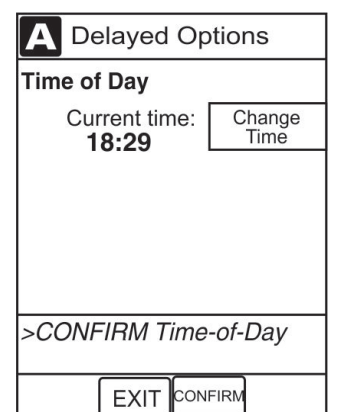 A Delayed Options
Time of Day
Current time: Change
18:29 Time
>CONFIRM Time-of-Day
EXIT CONFIRM